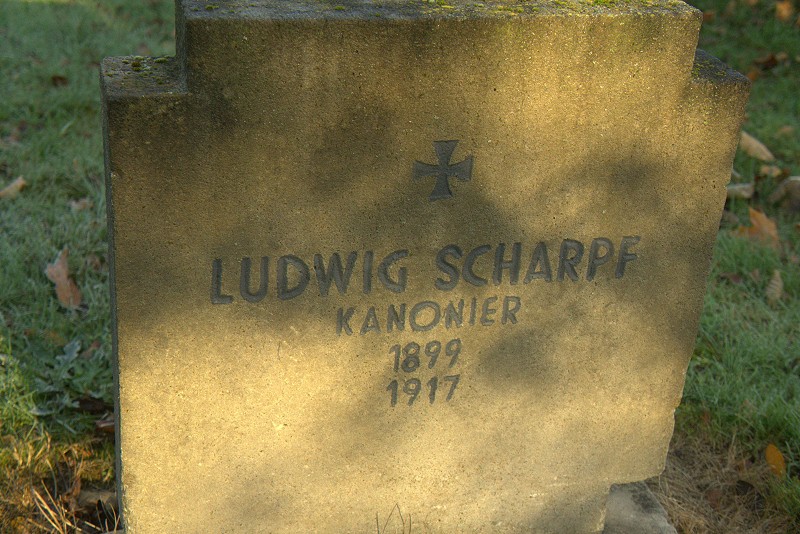 LUDWIG SCHARPF
KANONIER
1899
1917